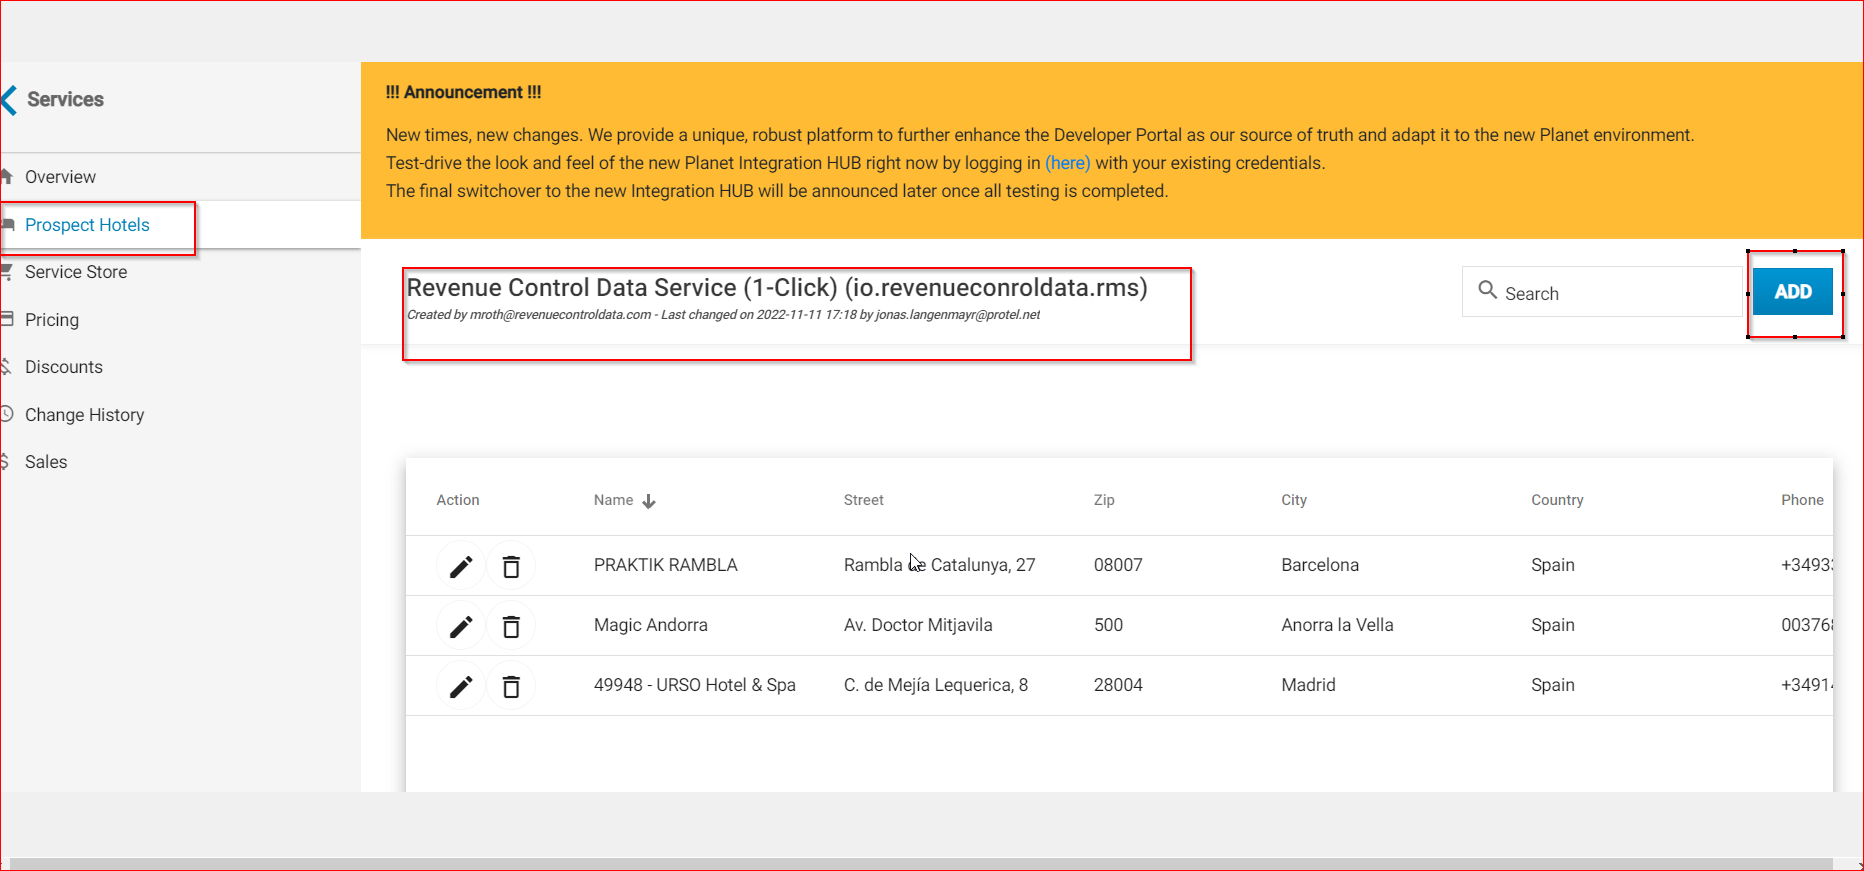 Services
Overview
Prospect Hotels
Service Store
Pricing
Discounts
Change History
Sales
!!! Announcement !!!
New times, new changes. We provide a unique, robust platform to further enhance the Developer Portal as our source of truth and adapt it to the new Planet environment.
Test-drive the look and feel of the new Planet Integration HUB right now by logging in (here) with your existing credentials.
The final switchover to the new Integration HUB will be announced later once all testing is completed.
Revenue Control Data Service (1-Click) (io.revenueconroldata.rms)
Created by mroth@revenuecontroldata.com - Last changed on 2022-11-11 17:18 by jonas.langenmayr@protel.net
Search
ADD
Action Name Street Zip City Country Phone
PRAKTIK RAMBLA Rambla de Catalunya, 27 08007 Barcelona Spain +3493
Magic Andorra Av. Doctor Mitjavila 500 Anorra la Vella Spain 00376
49948 - URSO Hotel & Spa C. de Mejía Lequerica, 8 28004 Madrid Spain +3491